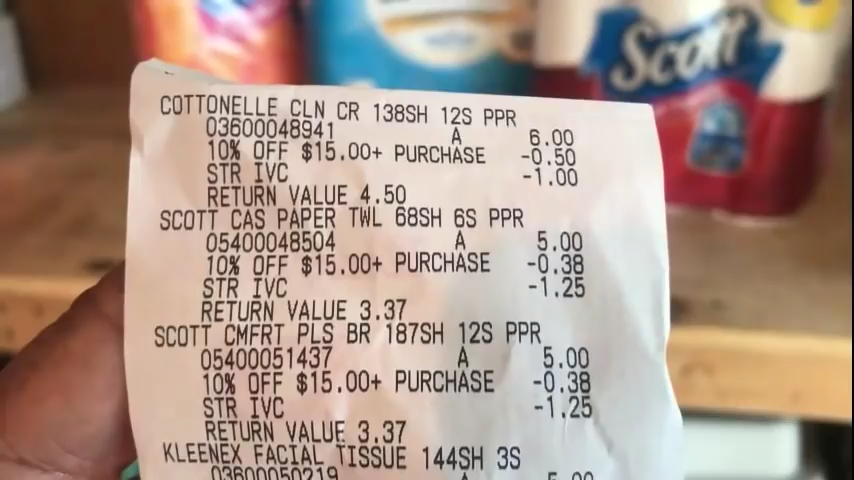 Scott
COTTONELLE CLN CR 138SH 12S PPR
03600048941 A 6.00
10% OFF $15.00+ PURCHASE -0.50
STR IVC -1.00
RETURN VALUE 4.50
SCOTT CAS PAPER TWL 68SH 6S PPR
05400048504 A 5.00
10% OFF $15.00+ PURCHASE -0.38
STR IVC -1.25
RETURN VALUE 3.37
SCOTT CMFRT PLS BR 187SH 12S PPR
05400051437 A 5.00
10% OFF $15.00+ PURCHASE -0.38
STR IVC -1.25
RETURN VALUE 3.37
KLEENEX FACIAL TISSUE 144SH 3S
03600050219 A 5.00